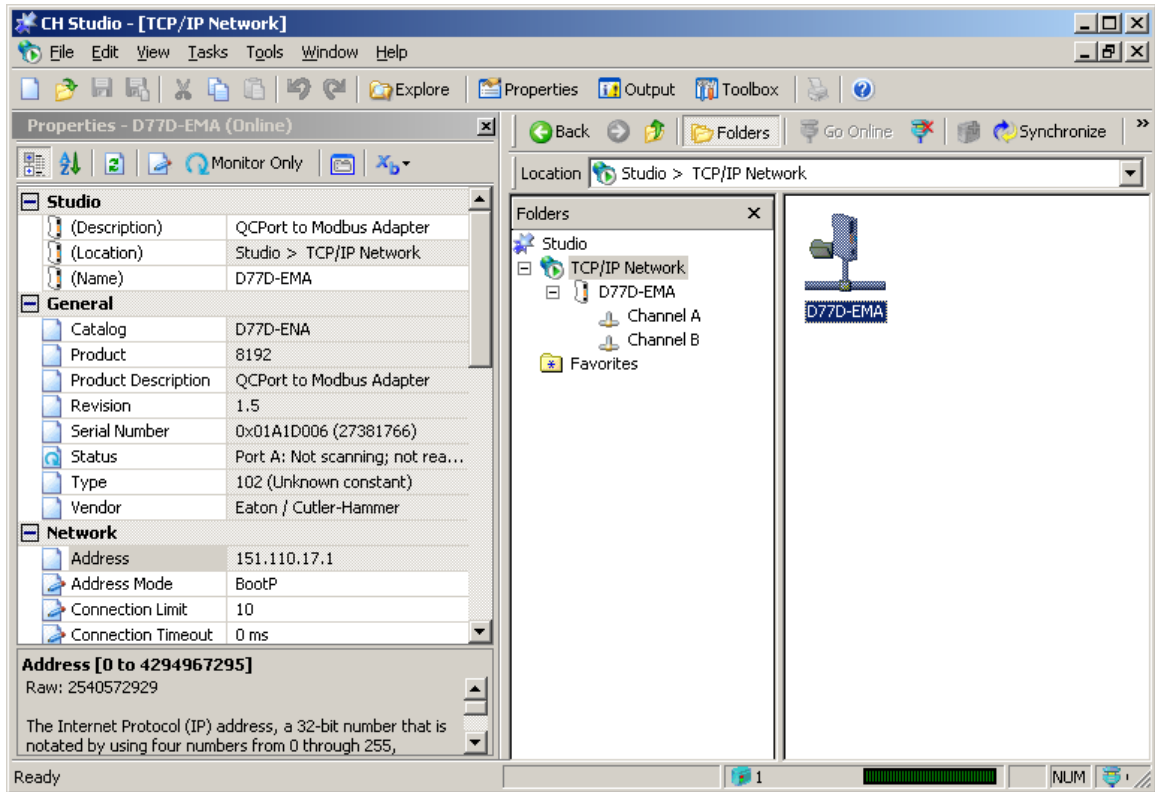 CH Studio - [TCP/IP Network]
File Edit View Tasks Tools Window Help
Explore Properties Output Toolbox
Properties - D77D-EMA (Online)
Monitor Only
Studio
(Description) QCPort to Modbus Adapter
(Location) Studio > TCP/IP Network
(Name) D77D-EMA
General
Catalog D77D-ENA
Product 8192
Product Description QCPort to Modbus Adapter
Revision 1.5
Serial Number 0x01A1D006 (27381766)
Status Port A: Not scanning; not rea...
Type 102 (Unknown constant)
Vendor Eaton / Cutler-Hammer
Network
Address 151.110.17.1
Address Mode BootP
Connection Limit 10
Connection Timeout 0 ms
Address [0 to 4294967295]
Raw: 2540572929
The Internet Protocol (IP) address, a 32-bit number that is
notated by using four numbers from 0 through 255,
Back Folders Go Online Synchronize »
Location Studio > TCP/IP Network
Folders x
Studio
TCP/IP Network
D77D-EMA
Channel A
Channel B
Favorites
D77D-EMA
Ready 1 NUM